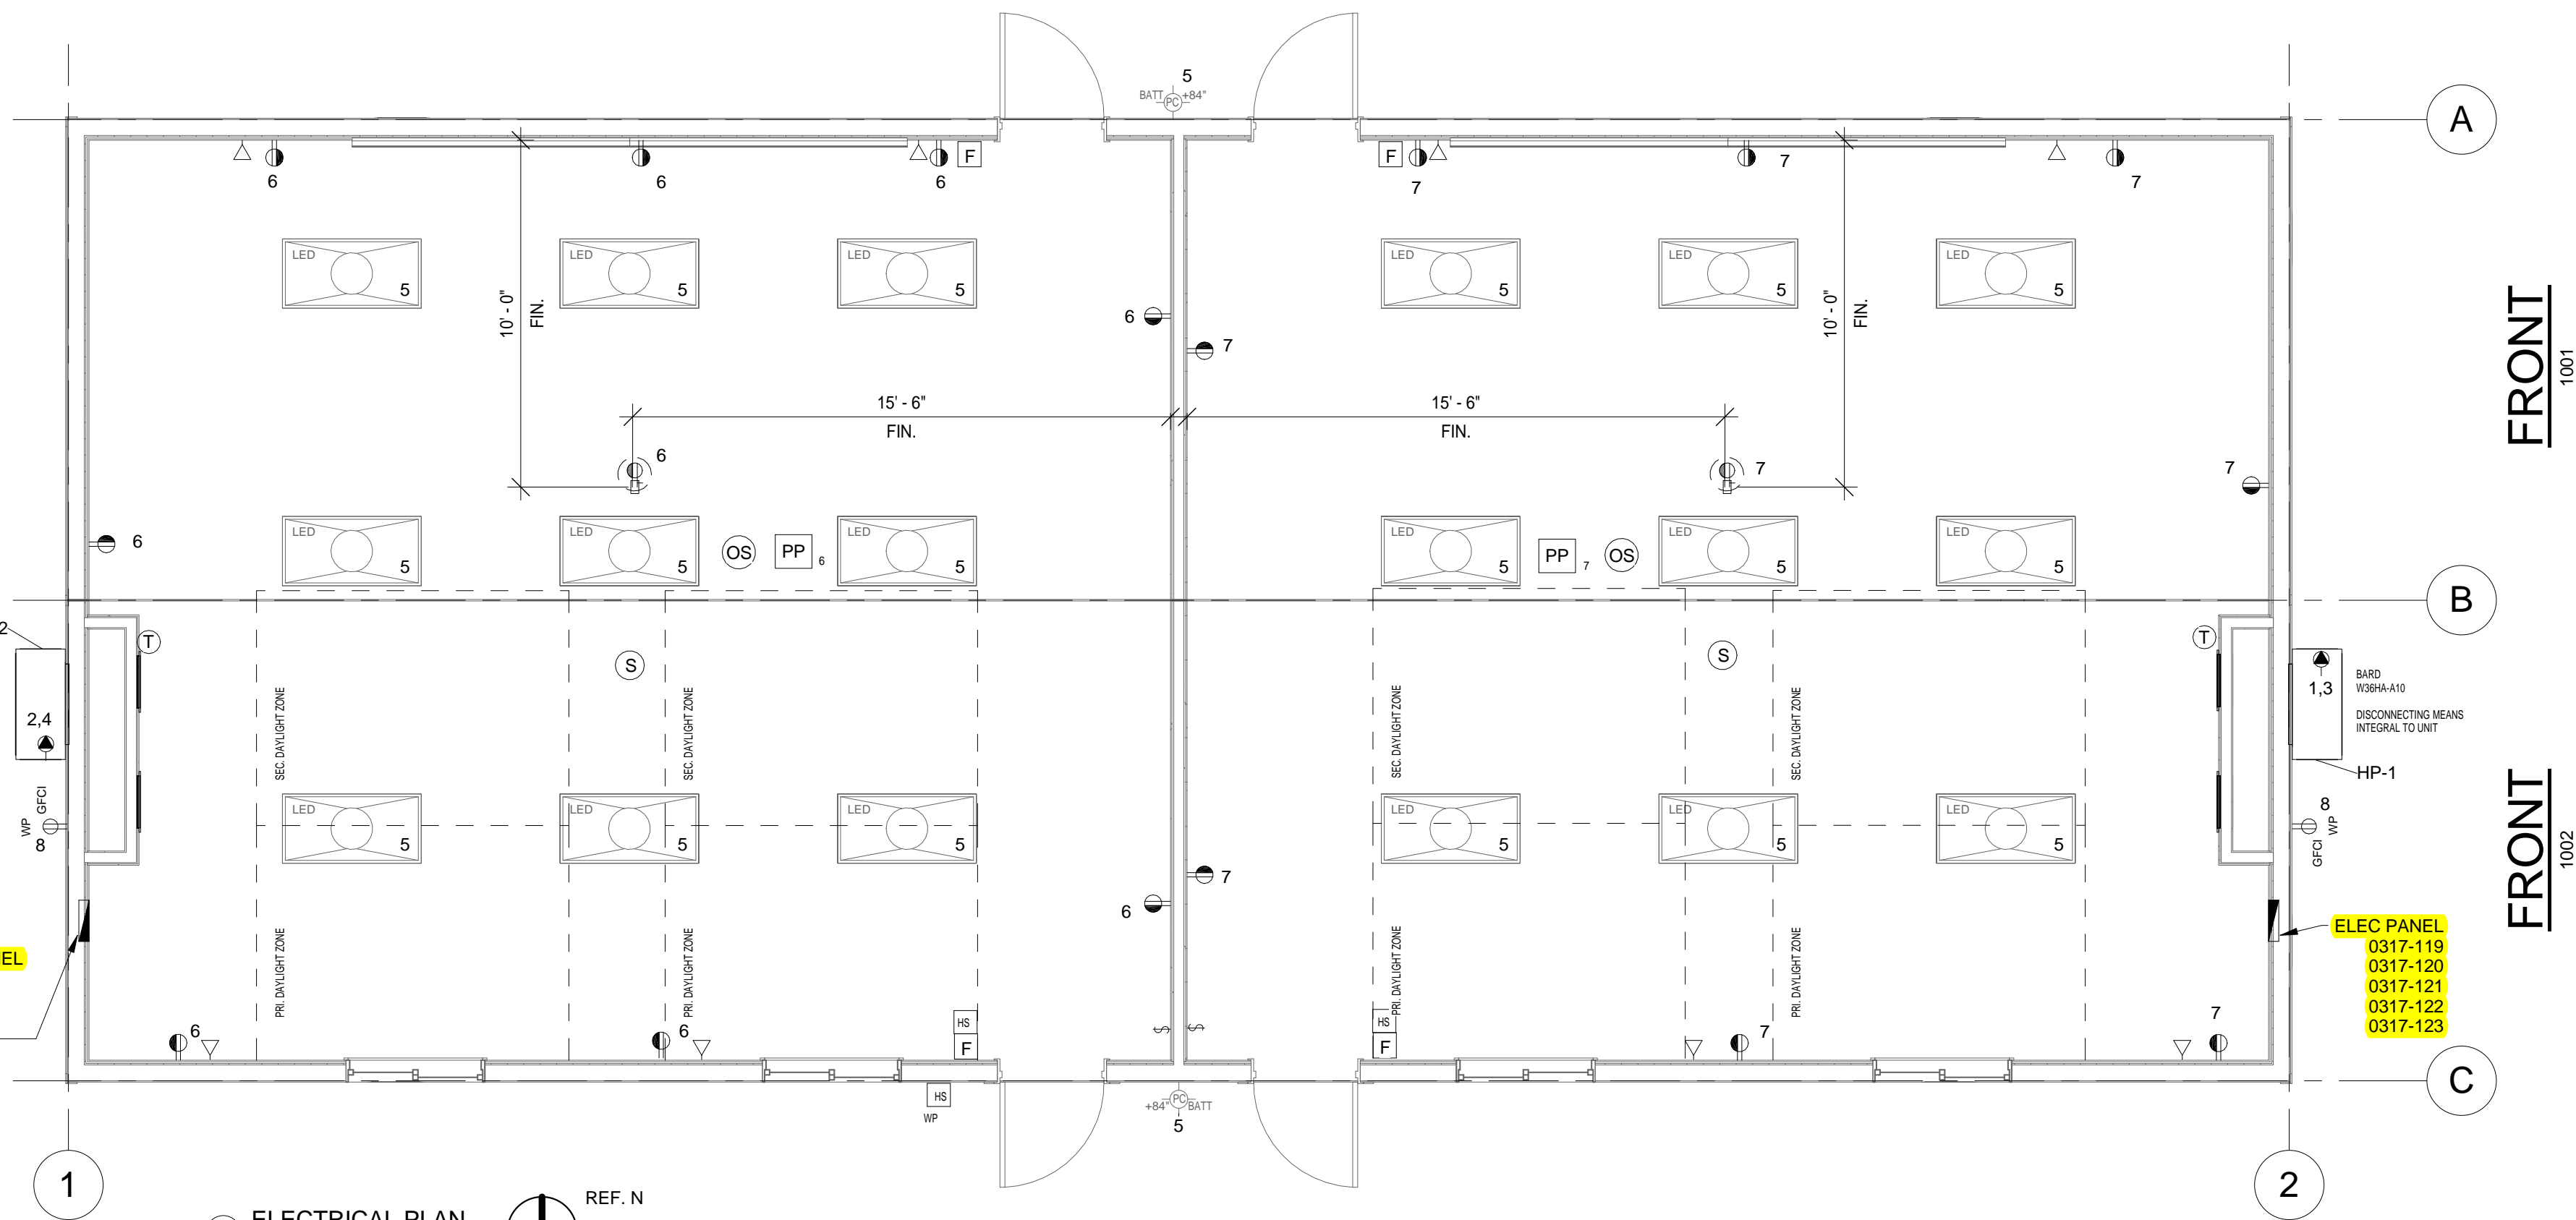 5
BATT PC +84"
A
F
F
6
6
6
7
7
7
LED
LED
LED
LED
LED
LED
5
5
5
5
5
5
10' - 0"
FIN.
10' - 0"
FIN.
FRONT
1001
6
7
15' - 6"
FIN.
15' - 6"
FIN.
6
7
7
6
LED
LED
LED
LED
LED
LED
OS
PP
6
PP
7
OS
5
5
5
5
5
5
B
2
T
S
S
T
2,4
1,3
BARD
W36HA-A10
DISCONNECTING MEANS
INTEGRAL TO UNIT
HP-1
SEC. DAYLIGHT ZONE
SEC. DAYLIGHT ZONE
SEC. DAYLIGHT ZONE
SEC. DAYLIGHT ZONE
GFCI
WP
8
8
WP
GFCI
LED
LED
LED
LED
LED
LED
5
5
5
5
5
5
FRONT
1002
6
7
EL
ELEC PANEL
0317-119
0317-120
0317-121
0317-122
0317-123
PRI. DAYLIGHT ZONE
PRI. DAYLIGHT ZONE
PRI. DAYLIGHT ZONE
PRI. DAYLIGHT ZONE
6
6
HS
F
$
$
HS
F
7
7
C
HS
WP
+84" PC BATT
5
1
2
REF. N
ELECTRICAL PLAN